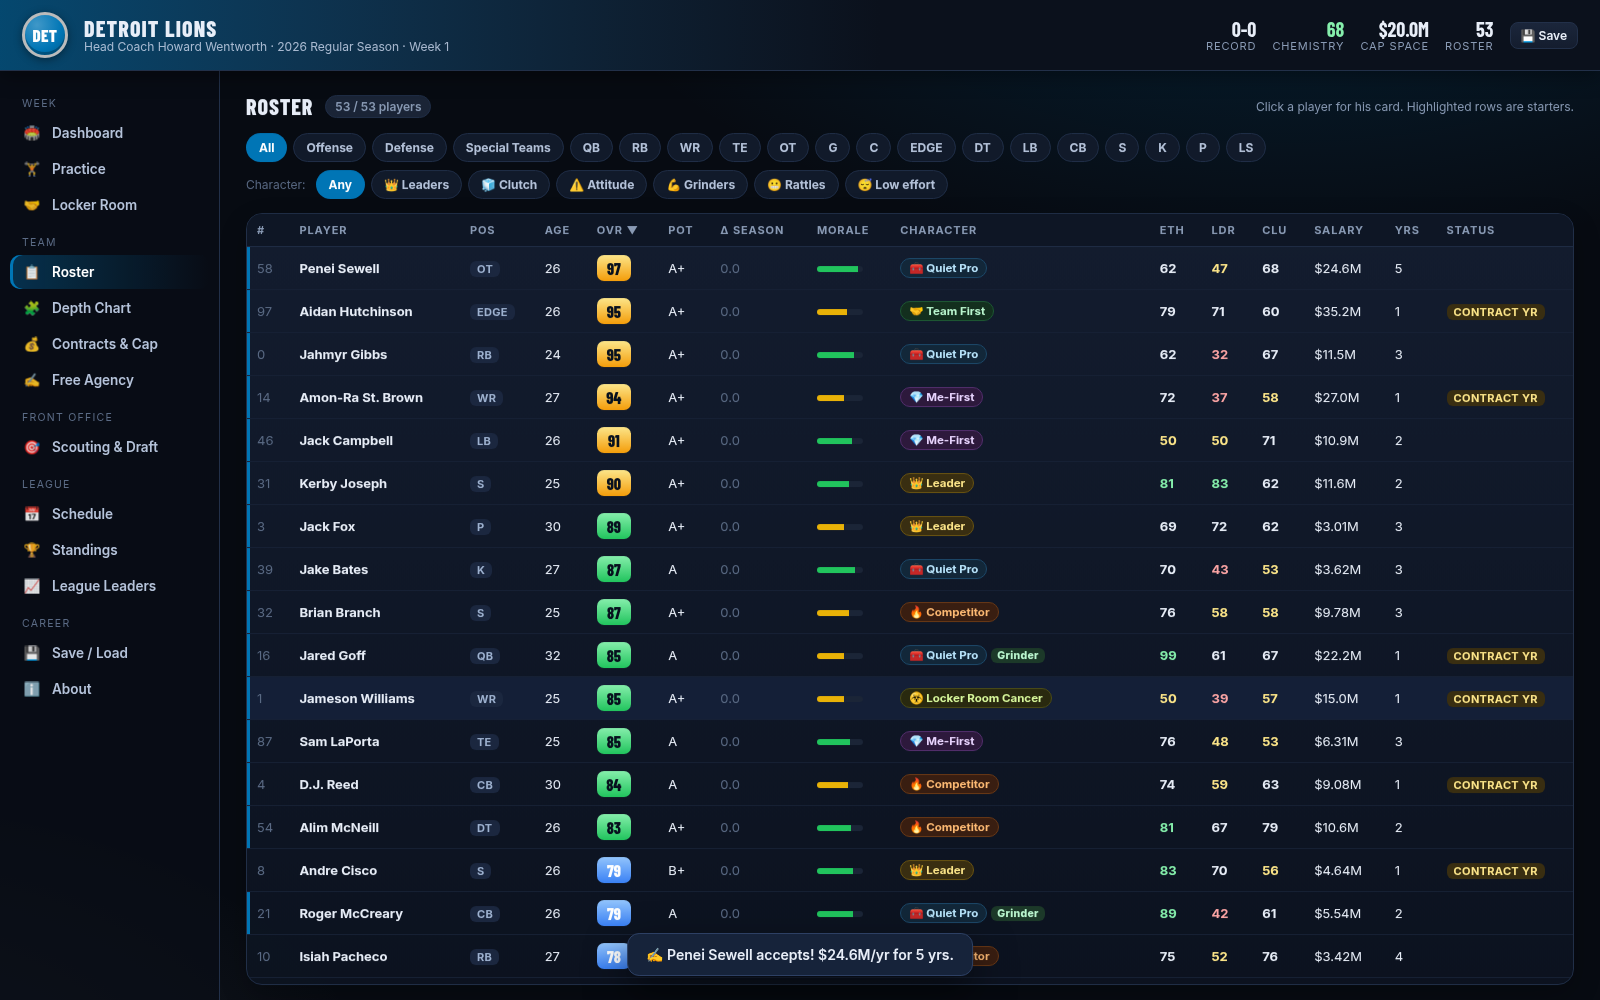 DET
DETROIT LIONS
Head Coach Howard Wentworth · 2026 Regular Season · Week 1
0-0 RECORD
68 CHEMISTRY
$20.0M CAP SPACE
53 ROSTER
Save
WEEK
Dashboard
Practice
Locker Room
TEAM
Roster
Depth Chart
Contracts & Cap
Free Agency
FRONT OFFICE
Scouting & Draft
LEAGUE
Schedule
Standings
League Leaders
CAREER
Save / Load
About
ROSTER 53 / 53 players
Click a player for his card. Highlighted rows are starters.
All Offense Defense Special Teams QB RB WR TE OT G C EDGE DT LB CB S K P LS
Character: Any Leaders Clutch Attitude Grinders Rattles Low effort
# PLAYER POS AGE OVR ▼ POT Δ SEASON MORALE CHARACTER ETH LDR CLU SALARY YRS STATUS
58 Penei Sewell OT 26 97 A+ 0.0 Quiet Pro 62 47 68 $24.6M 5
97 Aidan Hutchinson EDGE 26 95 A+ 0.0 Team First 79 71 60 $35.2M 1 CONTRACT YR
0 Jahmyr Gibbs RB 24 95 A+ 0.0 Quiet Pro 62 32 67 $11.5M 3
14 Amon-Ra St. Brown WR 27 94 A+ 0.0 Me-First 72 37 58 $27.0M 1 CONTRACT YR
46 Jack Campbell LB 26 91 A+ 0.0 Me-First 50 50 71 $10.9M 2
31 Kerby Joseph S 25 90 A+ 0.0 Leader 81 83 62 $11.6M 2
3 Jack Fox P 30 89 A+ 0.0 Leader 69 72 62 $3.01M 3
39 Jake Bates K 27 87 A 0.0 Quiet Pro 70 43 53 $3.62M 3
32 Brian Branch S 25 87 A+ 0.0 Competitor 76 58 58 $9.78M 3
16 Jared Goff QB 32 85 A 0.0 Quiet Pro Grinder 99 61 67 $22.2M 1 CONTRACT YR
1 Jameson Williams WR 25 85 A+ 0.0 Locker Room Cancer 50 39 57 $15.0M 1 CONTRACT YR
87 Sam LaPorta TE 25 85 A 0.0 Me-First 76 48 53 $6.31M 3
4 D.J. Reed CB 30 84 A 0.0 Competitor 74 59 63 $9.08M 1 CONTRACT YR
54 Alim McNeill DT 26 83 A+ 0.0 Competitor 81 67 79 $10.6M 2
8 Andre Cisco S 26 79 B+ 0.0 Leader 83 70 56 $4.64M 1 CONTRACT YR
21 Roger McCreary CB 26 79 A 0.0 Quiet Pro Grinder 89 42 61 $5.54M 2
10 Isiah Pacheco RB 27 78 tor 75 52 76 $3.42M 4
Penei Sewell accepts! $24.6M/yr for 5 yrs.